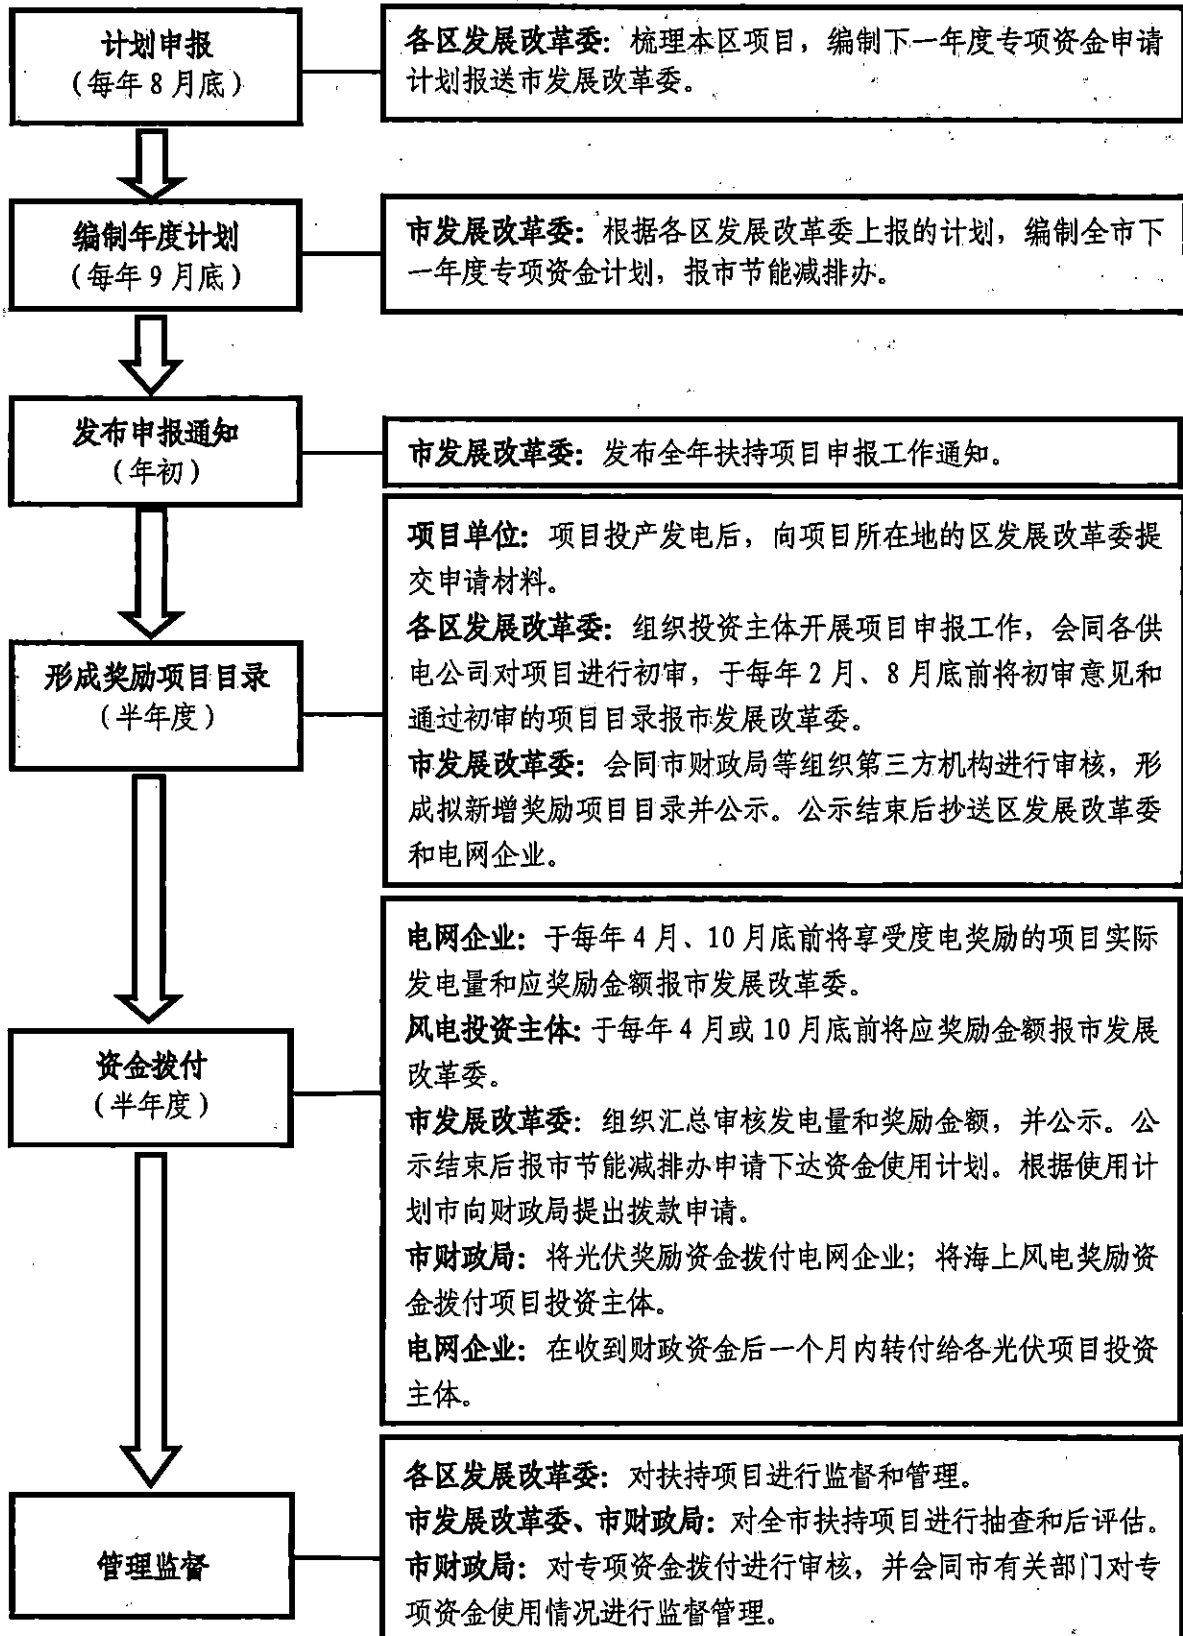 计划申报
（每年8月底）
各区发展改革委：梳理本区项目，编制下一年度专项资金申请
计划报送市发展改革委。
编制年度计划
（每年9月底）
市发展改革委：根据各区发展改革委上报的计划，编制全市下
一年度专项资金计划，报市节能减排办。
发布申报通知
（年初）
市发展改革委：发布全年扶持项目申报工作通知。
形成奖励项目目录
（半年度）
项目单位：项目投产发电后，向项目所在地的区发展改革委提
交申请材料。
各区发展改革委：组织投资主体开展项目申报工作，会同各供
电公司对项目进行初审，于每年2月、8月底前将初审意见和
通过初审的项目目录报市发展改革委。
市发展改革委：会同市财政局等组织第三方机构进行审核，形
成拟新增奖励项目目录并公示。公示结束后抄送区发展改革委
和电网企业。
资金拨付
（半年度）
电网企业：于每年4月、10月底前将享受度电奖励的项目实际
发电量和应奖励金额报市发展改革委。
风电投资主体：于每年4月或10月底前将应奖励金额报市发展
改革委。
市发展改革委：组织汇总审核发电量和奖励金额，并公示。公
示结束后报市节能减排办申请下达资金使用计划。根据使用计
划市向财政局提出拨款申请。
市财政局：将光伏奖励资金拨付电网企业；将海上风电奖励资
金拨付项目投资主体。
电网企业：在收到财政资金后一个月内转付给各光伏项目投资
主体。
管理监督
各区发展改革委：对扶持项目进行监督和管理。
市发展改革委、市财政局：对全市扶持项目进行抽查和后评估。
市财政局：对专项资金拨付进行审核，并会同市有关部门对专
项资金使用情况进行监督管理。